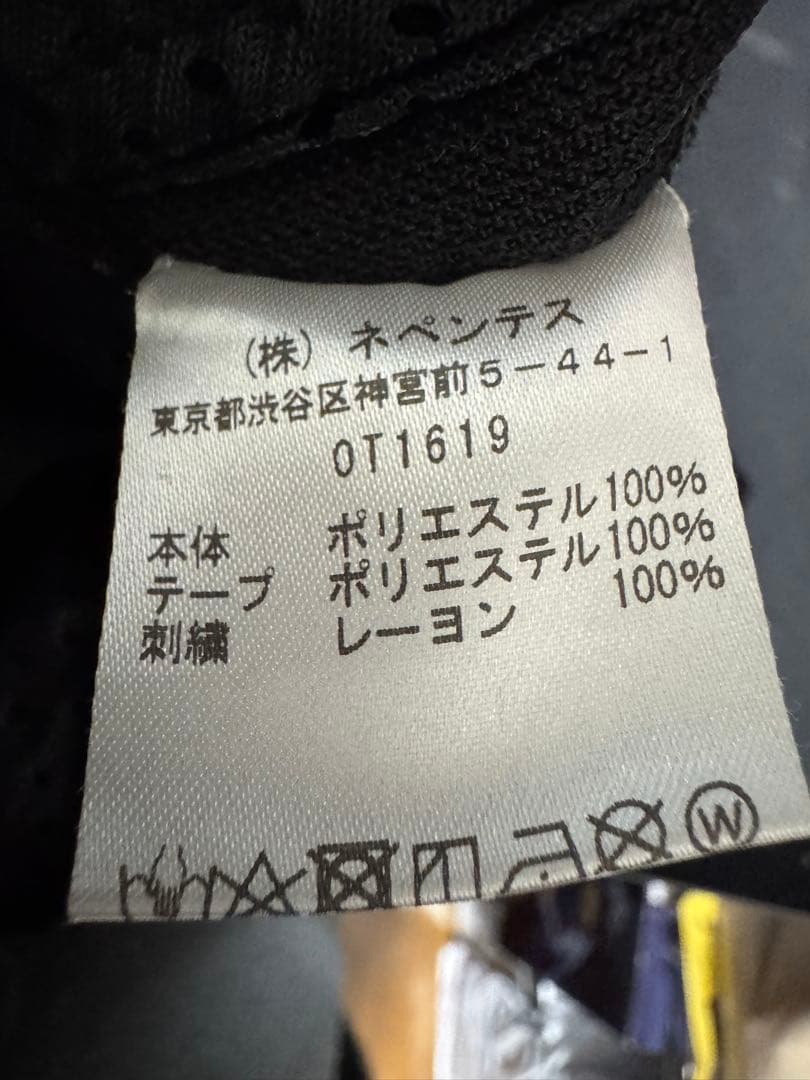 (株) ネペンテス
東京都渋谷区神宮前5-44-1
OT1619
本体 ポリエステル100%
テープ ポリエステル100%
刺繍 レーヨン 100%
W